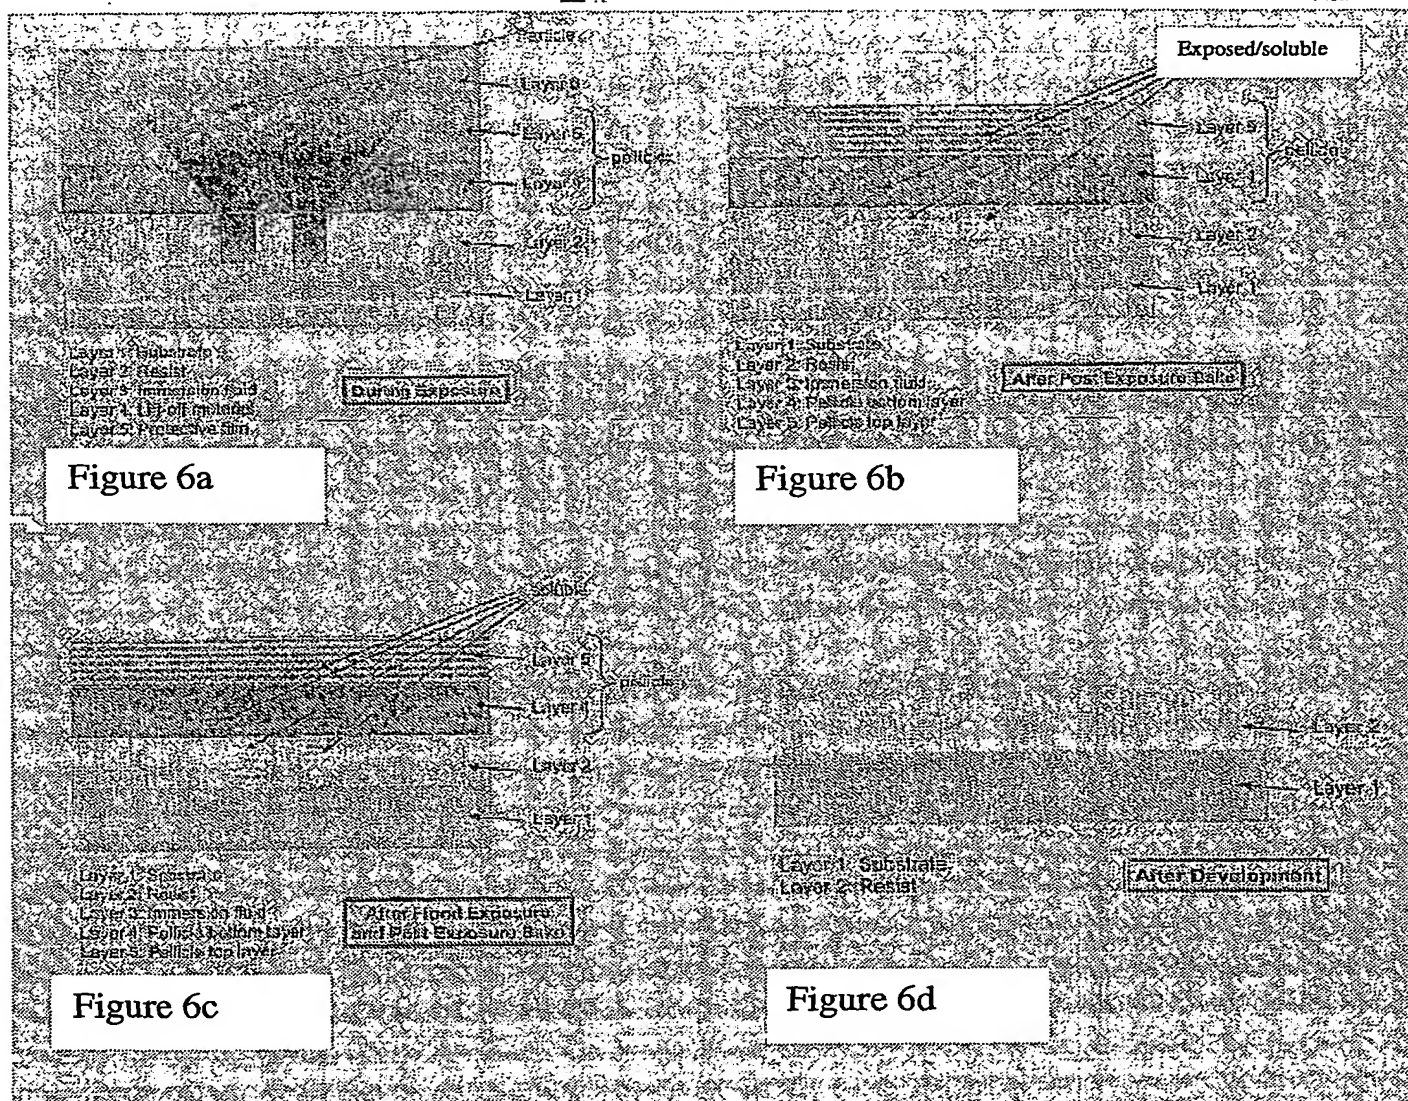 Exposed/soluble
Particle
Layer 5
pellicle
Layer 2
Layer 1
Layer 1: Substrate
Layer 2: Resist
Layer 3: Immersion fluid
Layer 5: Protective film
During Exposure
Figure 6a
Layer 5
pellicle
Layer 2
Layer 1
Layer 1: Substrate
Layer 2: Resist
Layer 3: Immersion fluid
Layer 4: Pellicle bottom layer
Layer 5: Pellicle top layer
After Post Exposure Bake
Figure 6b
soluble
Layer 5
pellicle
Layer 4
Layer 2
Layer 1
Layer 1: Substrate
Layer 2: Resist
Layer 3: Immersion fluid
Layer 4: Pellicle bottom layer
Layer 5: Pellicle top layer
After Flood Exposure
and Post Exposure Bake
Figure 6c
Layer 2
Layer 1
Layer 1: Substrate
Layer 2: Resist
After Development
Figure 6d